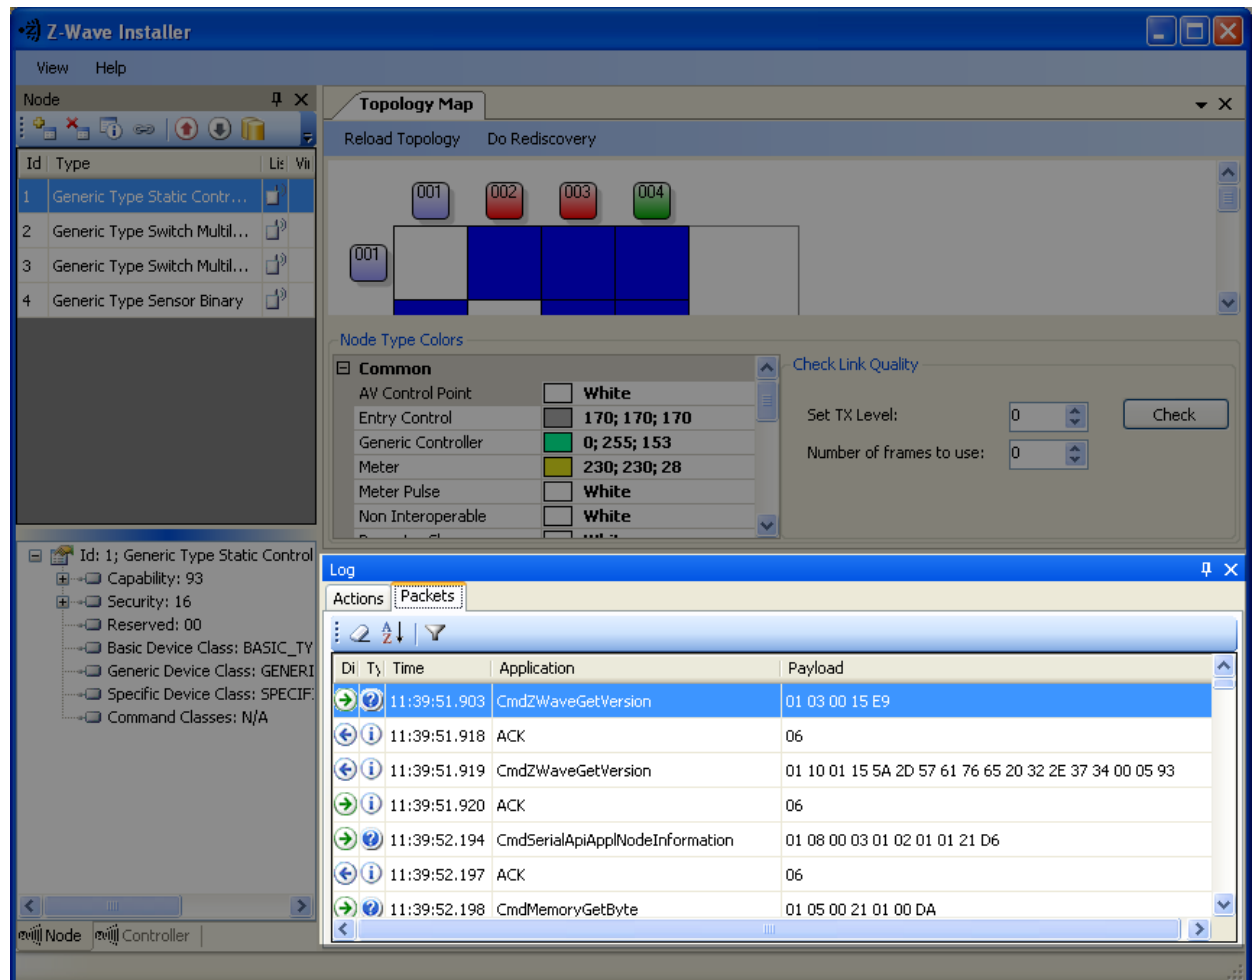 Z-Wave Installer
View Help
Node
Id Type Lis Vii
1 Generic Type Static Contr...
2 Generic Type Switch Multil...
3 Generic Type Switch Multil...
4 Generic Type Sensor Binary
Topology Map
Reload Topology Do Rediscovery
001 002 003 004
001
Node Type Colors
Common
AV Control Point White
Entry Control 170; 170; 170
Generic Controller 0; 255; 153
Meter 230; 230; 28
Meter Pulse White
Non Interoperable White
Check Link Quality
Set TX Level: 0 Check
Number of frames to use: 0
Id: 1; Generic Type Static Control
Capability: 93
Security: 16
Reserved: 00
Basic Device Class: BASIC_TY
Generic Device Class: GENERI
Specific Device Class: SPECIF
Command Classes: N/A
Node Controller
Log
Actions Packets
Di Ty Time Application Payload
11:39:51.903 CmdZWaveGetVersion 01 03 00 15 E9
11:39:51.918 ACK 06
11:39:51.919 CmdZWaveGetVersion 01 10 01 15 5A 2D 57 61 76 65 20 32 2E 37 34 00 05 93
11:39:51.920 ACK 06
11:39:52.194 CmdSerialApiApplNodeInformation 01 08 00 03 01 02 01 01 21 D6
11:39:52.197 ACK 06
11:39:52.198 CmdMemoryGetByte 01 05 00 21 01 00 DA